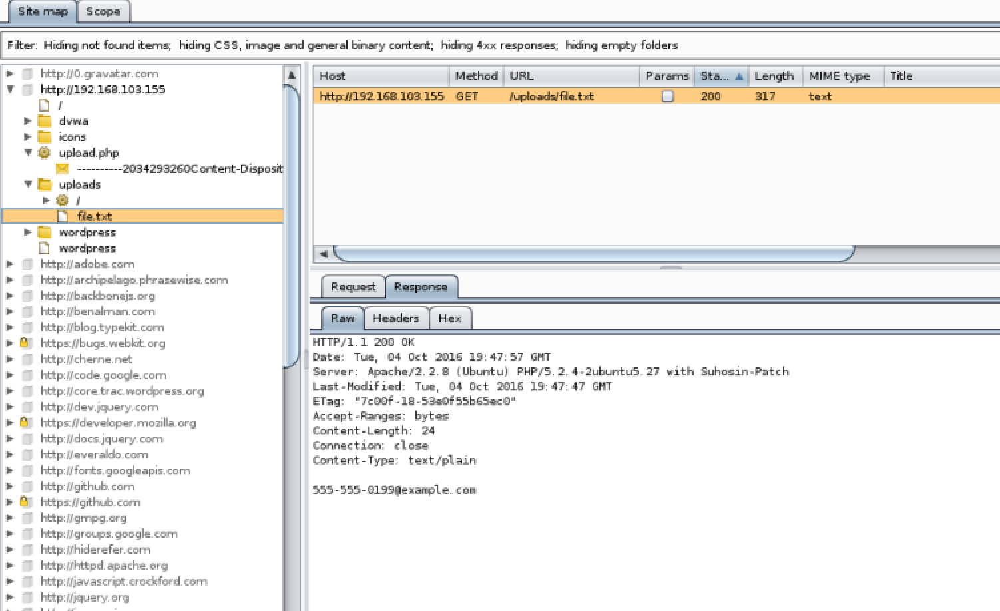 Site map Scope
Filter: Hiding not found items; hiding CSS, image and general binary content; hiding 4xx responses; hiding empty folders
http://0.gravatar.com
http://192.168.103.155
/
dvwa
icons
upload.php
----------2034293260Content-Disposit
uploads
/
file.txt
wordpress
wordpress
http://adobe.com
http://archipelago.phrasewise.com
http://backbonejs.org
http://benalman.com
http://blog.typekit.com
https://bugs.webkit.org
http://cherne.net
http://code.google.com
http://core.trac.wordpress.org
http://dev.jquery.com
https://developer.mozilla.org
http://docs.jquery.com
http://everaldo.com
http://fonts.googleapis.com
http://github.com
https://github.com
http://gmpg.org
http://groups.google.com
http://hiderefer.com
http://httpd.apache.org
http://javascript.crockford.com
http://jquery.org
Host Method URL Params Sta... Length MIME type Title
http://192.168.103.155 GET /uploads/file.txt 200 317 text
Request Response
Raw Headers Hex
HTTP/1.1 200 OK
Date: Tue, 04 Oct 2016 19:47:57 GMT
Server: Apache/2.2.8 (Ubuntu) PHP/5.2.4-2ubuntu5.27 with Suhosin-Patch
Last-Modified: Tue, 04 Oct 2016 19:47:47 GMT
ETag: "7c00f-18-53e0f55b65ec0"
Accept-Ranges: bytes
Content-Length: 24
Connection: close
Content-Type: text/plain
555-555-0199@example.com